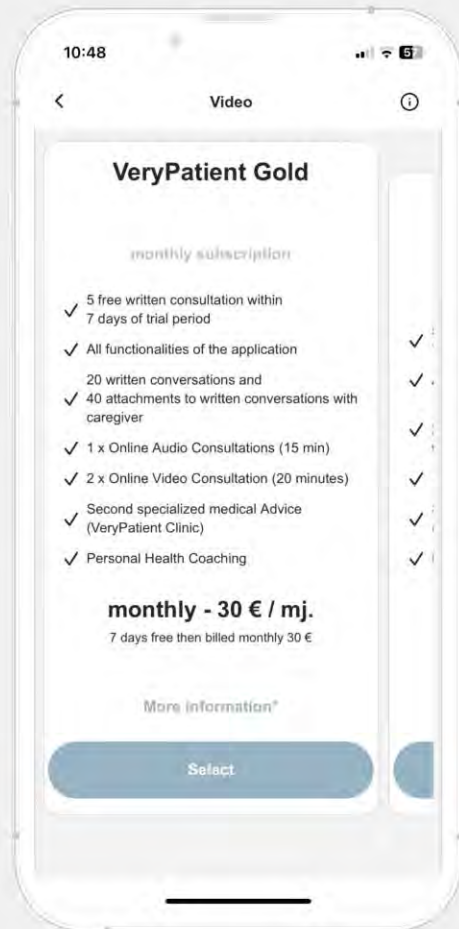 10:48
57
Video
VeryPatient Gold
monthly subscription
5 free written consultation within
7 days of trial period
All functionalities of the application
20 written conversations and
40 attachments to written conversations with
caregiver
1 x Online Audio Consultations (15 min)
2 x Online Video Consultation (20 minutes)
Second specialized medical Advice
(VeryPatient Clinic)
Personal Health Coaching
monthly - 30 € / mj.
7 days free then billed monthly 30 €
More information*
Select